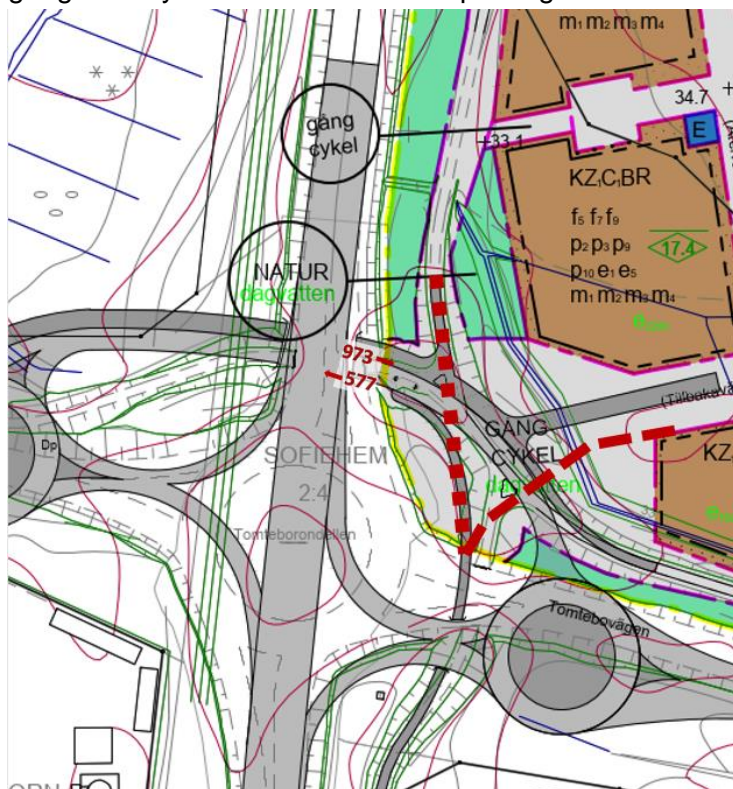 m₁ m₂ m₃ m₄
34.7
gång
cykel
33.1
E
KZ₁C₁BR
f₅ f₇ f₉
p₂ p₃ p₉
17.4
p₁₀ e₁ e₅
m₁ m₂ m₃ m₄
NATUR
dagvatten
973
577
GÅNG
CYKEL
dagvatten
KZ
Dp
SOFIEHEM
2:4
Tomteborondellen
Tomtebovägen